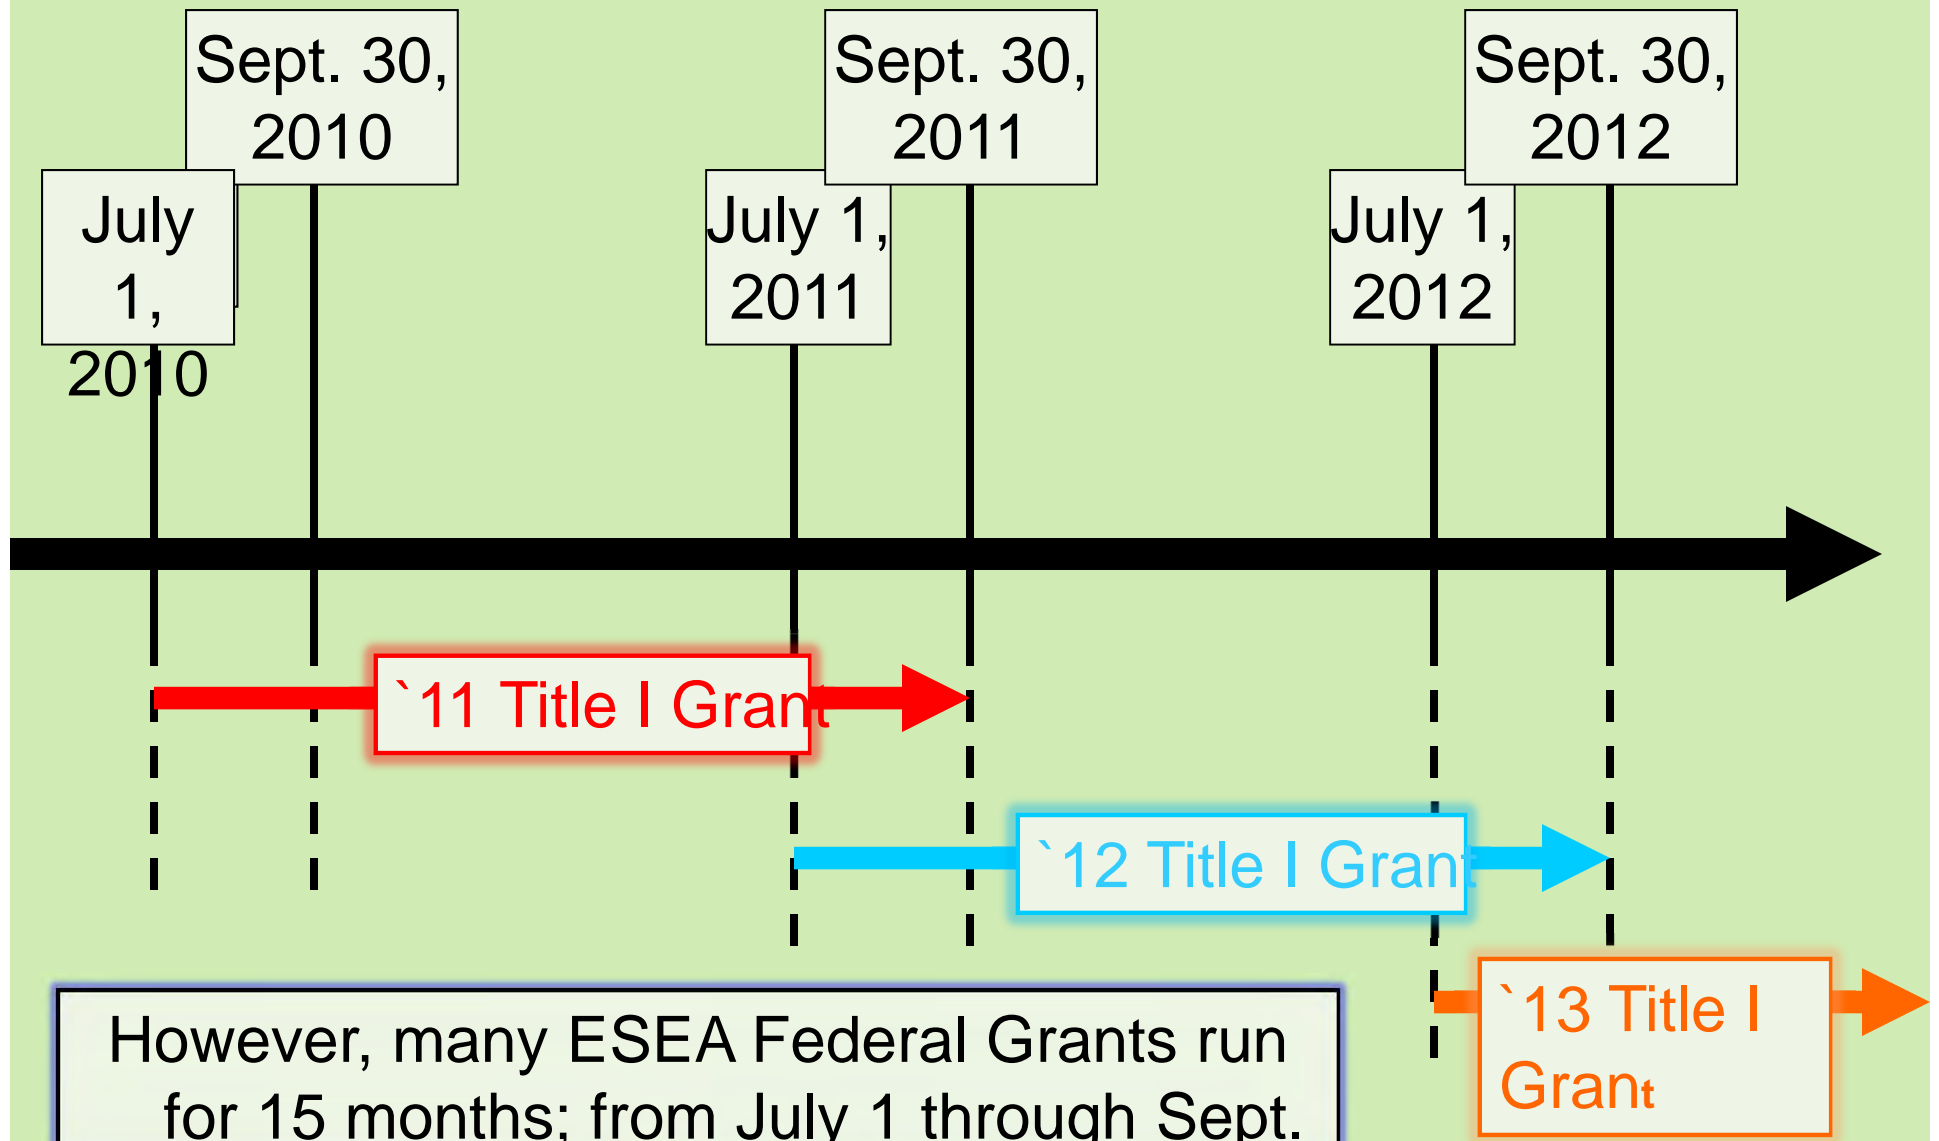 Sept. 30,
2010
Sept. 30,
2011
Sept. 30,
2012
July
1,
2010
July 1,
2011
July 1,
2012
`11 Title I Grant
`12 Title I Grant
`13 Title I
Grant
However, many ESEA Federal Grants run
for 15 months; from July 1 through Sept.